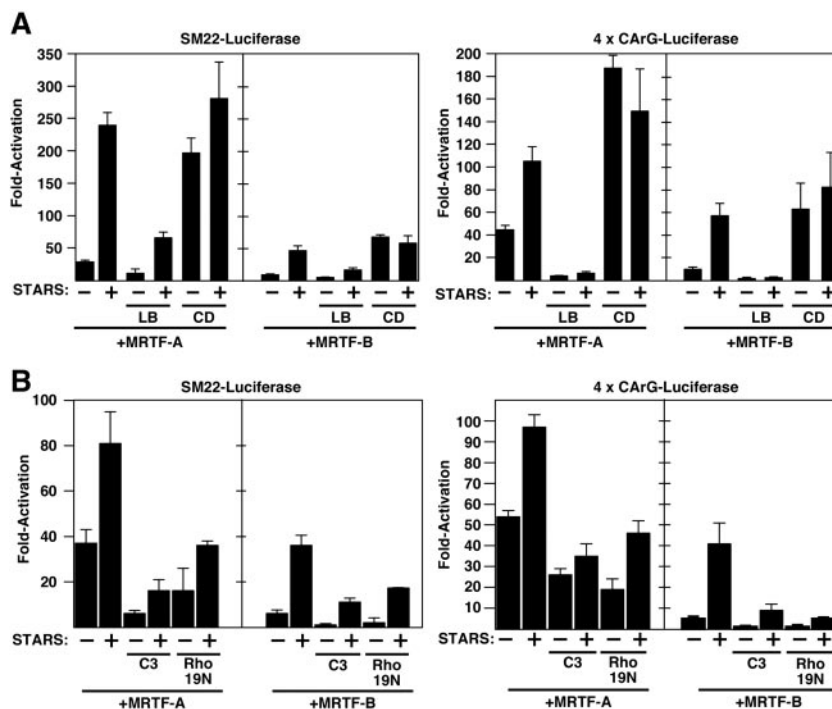 A
SM22-Luciferase
4 x CArG-Luciferase
Fold-Activation
350
300
250
200
150
100
50
Fold-Activation
200
180
160
140
120
100
80
60
40
20
STARS: − + − + − + − + − + − +
LB CD LB CD
+MRTF-A +MRTF-B
STARS: − + − + − + − + − + − +
LB CD LB CD
+MRTF-A +MRTF-B
B
SM22-Luciferase
4 x CArG-Luciferase
Fold-Activation
100
80
60
40
20
Fold-Activation
100
90
80
70
60
50
40
30
20
10
STARS: − + − + − + − + − + − +
C3 Rho C3 Rho
19N 19N
+MRTF-A +MRTF-B
STARS: − + − + − + − + − + − +
C3 Rho C3 Rho
19N 19N
+MRTF-A +MRTF-B